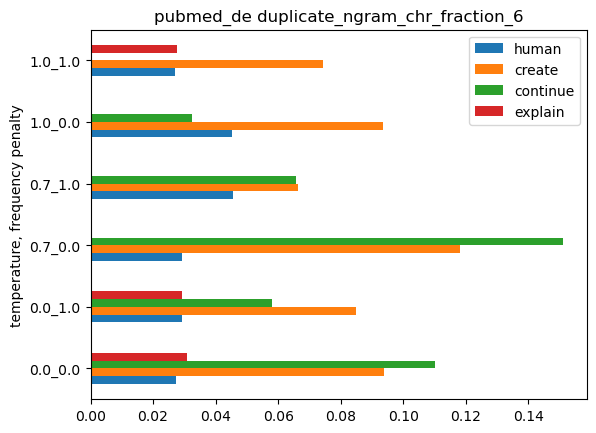 pubmed_de duplicate_ngram_chr_fraction_6
human
create
continue
explain
temperature, frequency penalty
1.0_1.0
1.0_0.0
0.7_1.0
0.7_0.0
0.0_1.0
0.0_0.0
0.00 0.02 0.04 0.06 0.08 0.10 0.12 0.14